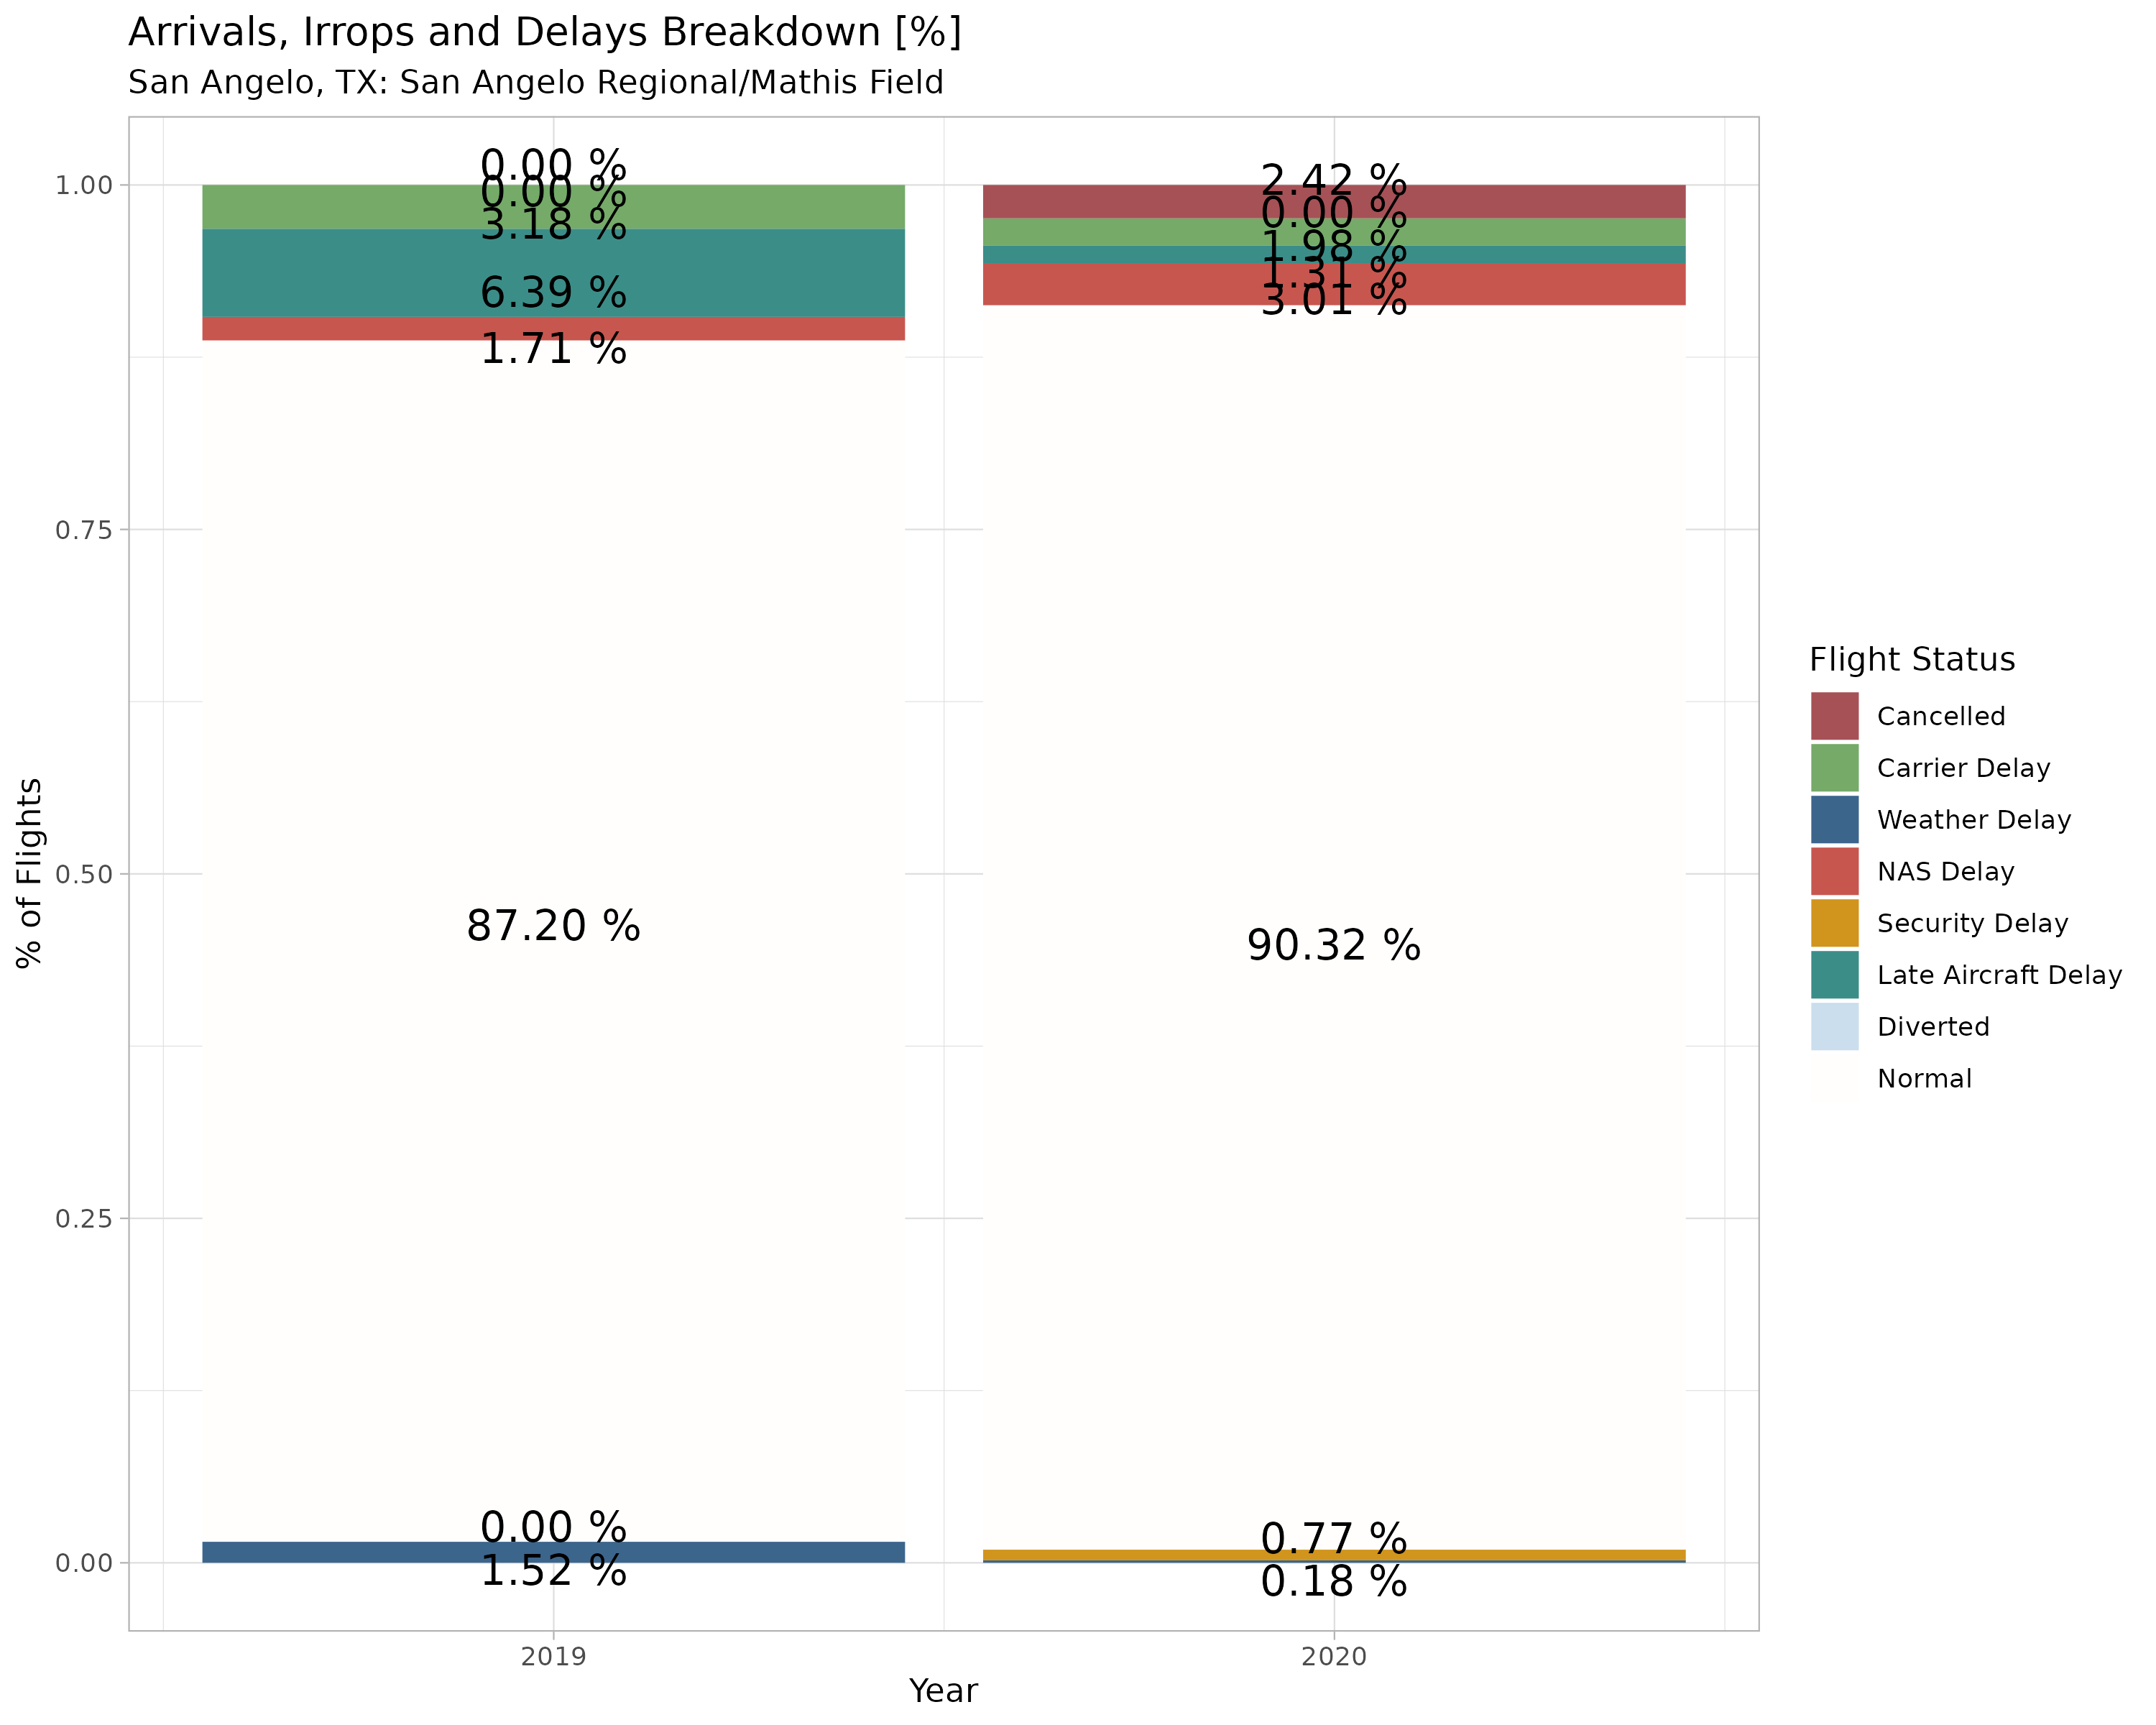 Arrivals, Irrops and Delays Breakdown [%]
San Angelo, TX: San Angelo Regional/Mathis Field
% of Flights
1.00
0.75
0.50
0.25
0.00
0.00 %
0.00 %
3.18 %
6.39 %
1.71 %
87.20 %
0.00 %
1.52 %
2.42 %
0.00 %
1.98 %
1.31 %
3.01 %
90.32 %
0.77 %
0.18 %
2019
2020
Year
Flight Status
Cancelled
Carrier Delay
Weather Delay
NAS Delay
Security Delay
Late Aircraft Delay
Diverted
Normal